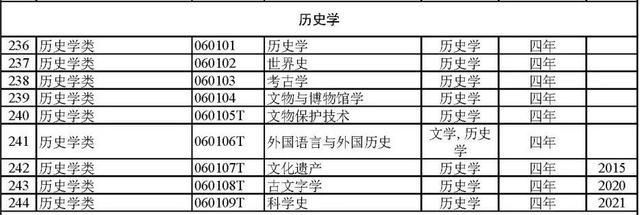 历史学
236 历史学类 060101 历史学 历史学 四年
237 历史学类 060102 世界史 历史学 四年
238 历史学类 060103 考古学 历史学 四年
239 历史学类 060104 文物与博物馆学 历史学 四年
240 历史学类 060105T 文物保护技术 历史学 四年
241 历史学类 060106T 外国语言与外国历史 文学,历史学 四年
242 历史学类 060107T 文化遗产 历史学 四年 2015
243 历史学类 060108T 古文字学 历史学 四年 2020
244 历史学类 060109T 科学史 历史学 四年 2021